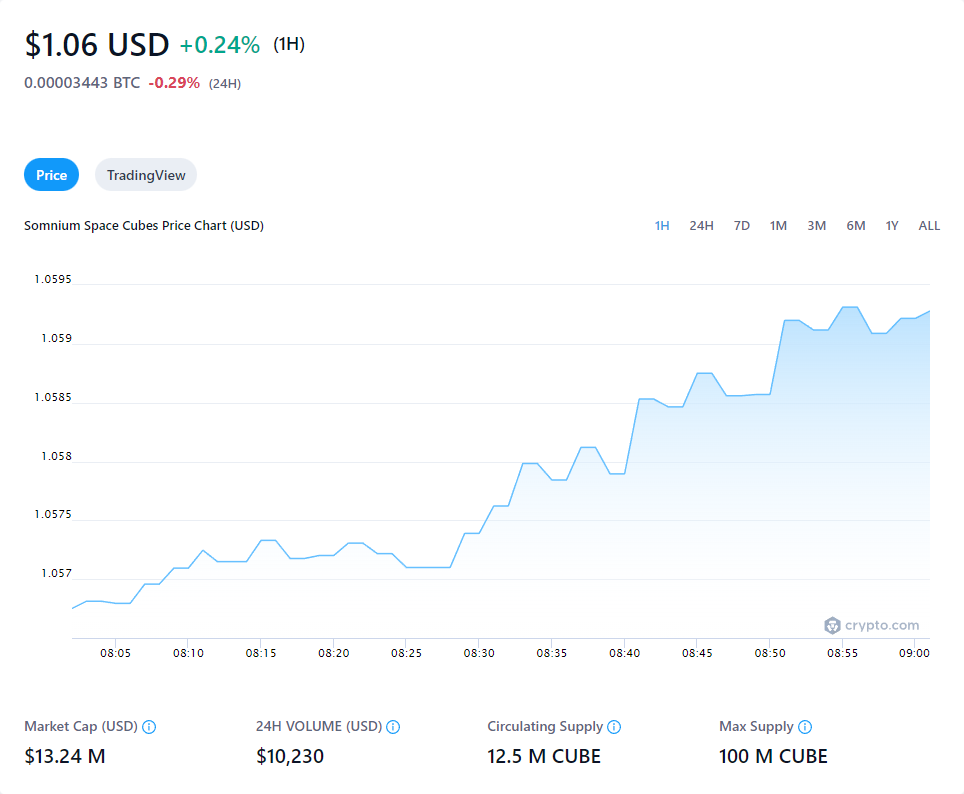 $1.06 USD +0.24% (1H)
0.00003443 BTC -0.29% (24H)
Price TradingView
Somnium Space Cubes Price Chart (USD) 1H 24H 7D 1M 3M 6M 1Y ALL
1.0595
1.059
1.0585
1.058
1.0575
1.057
crypto.com
08:05 08:10 08:15 08:20 08:25 08:30 08:35 08:40 08:45 08:50 08:55 09:00
Market Cap (USD) 24H VOLUME (USD) Circulating Supply Max Supply
$13.24 M $10,230 12.5 M CUBE 100 M CUBE